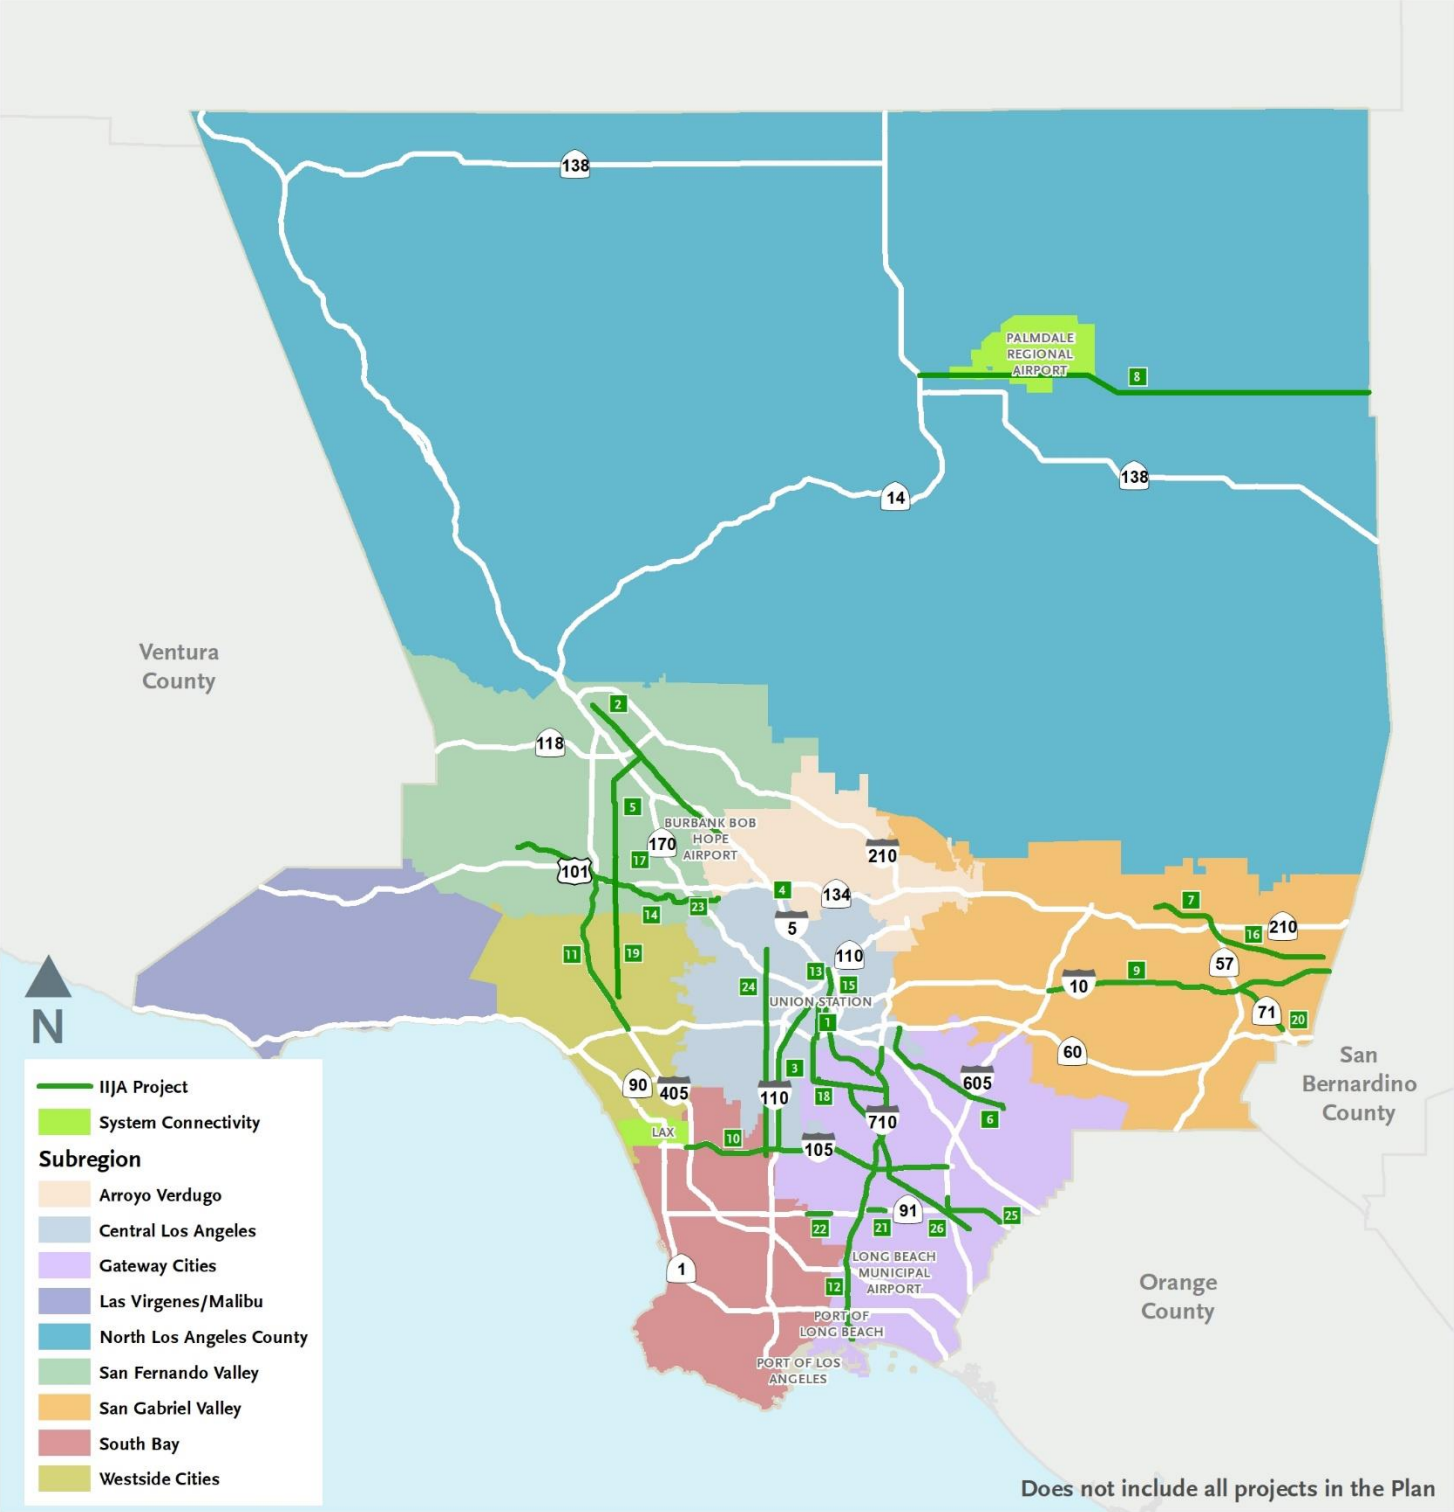 138
PALMDALE
REGIONAL
AIRPORT
8
138
14
Ventura
County
2
118
5
BURBANK BOB
HOPE
AIRPORT
170
17
210
101
4
134
7
14
23
5
210
16
11
19
110
57
13
9
24
15
10
UNION STATION
71
20
1
N
60
San
Bernardino
County
3
605
90
405
110
18
710
6
LAX
10
105
91
25
22
21
26
1
LONG BEACH
MUNICIPAL
AIRPORT
12
Orange
County
PORT OF
LONG BEACH
PORT OF LOS
ANGELES
IIJA Project
System Connectivity
Subregion
Arroyo Verdugo
Central Los Angeles
Gateway Cities
Las Virgenes/Malibu
North Los Angeles County
San Fernando Valley
San Gabriel Valley
South Bay
Westside Cities
Does not include all projects in the Plan